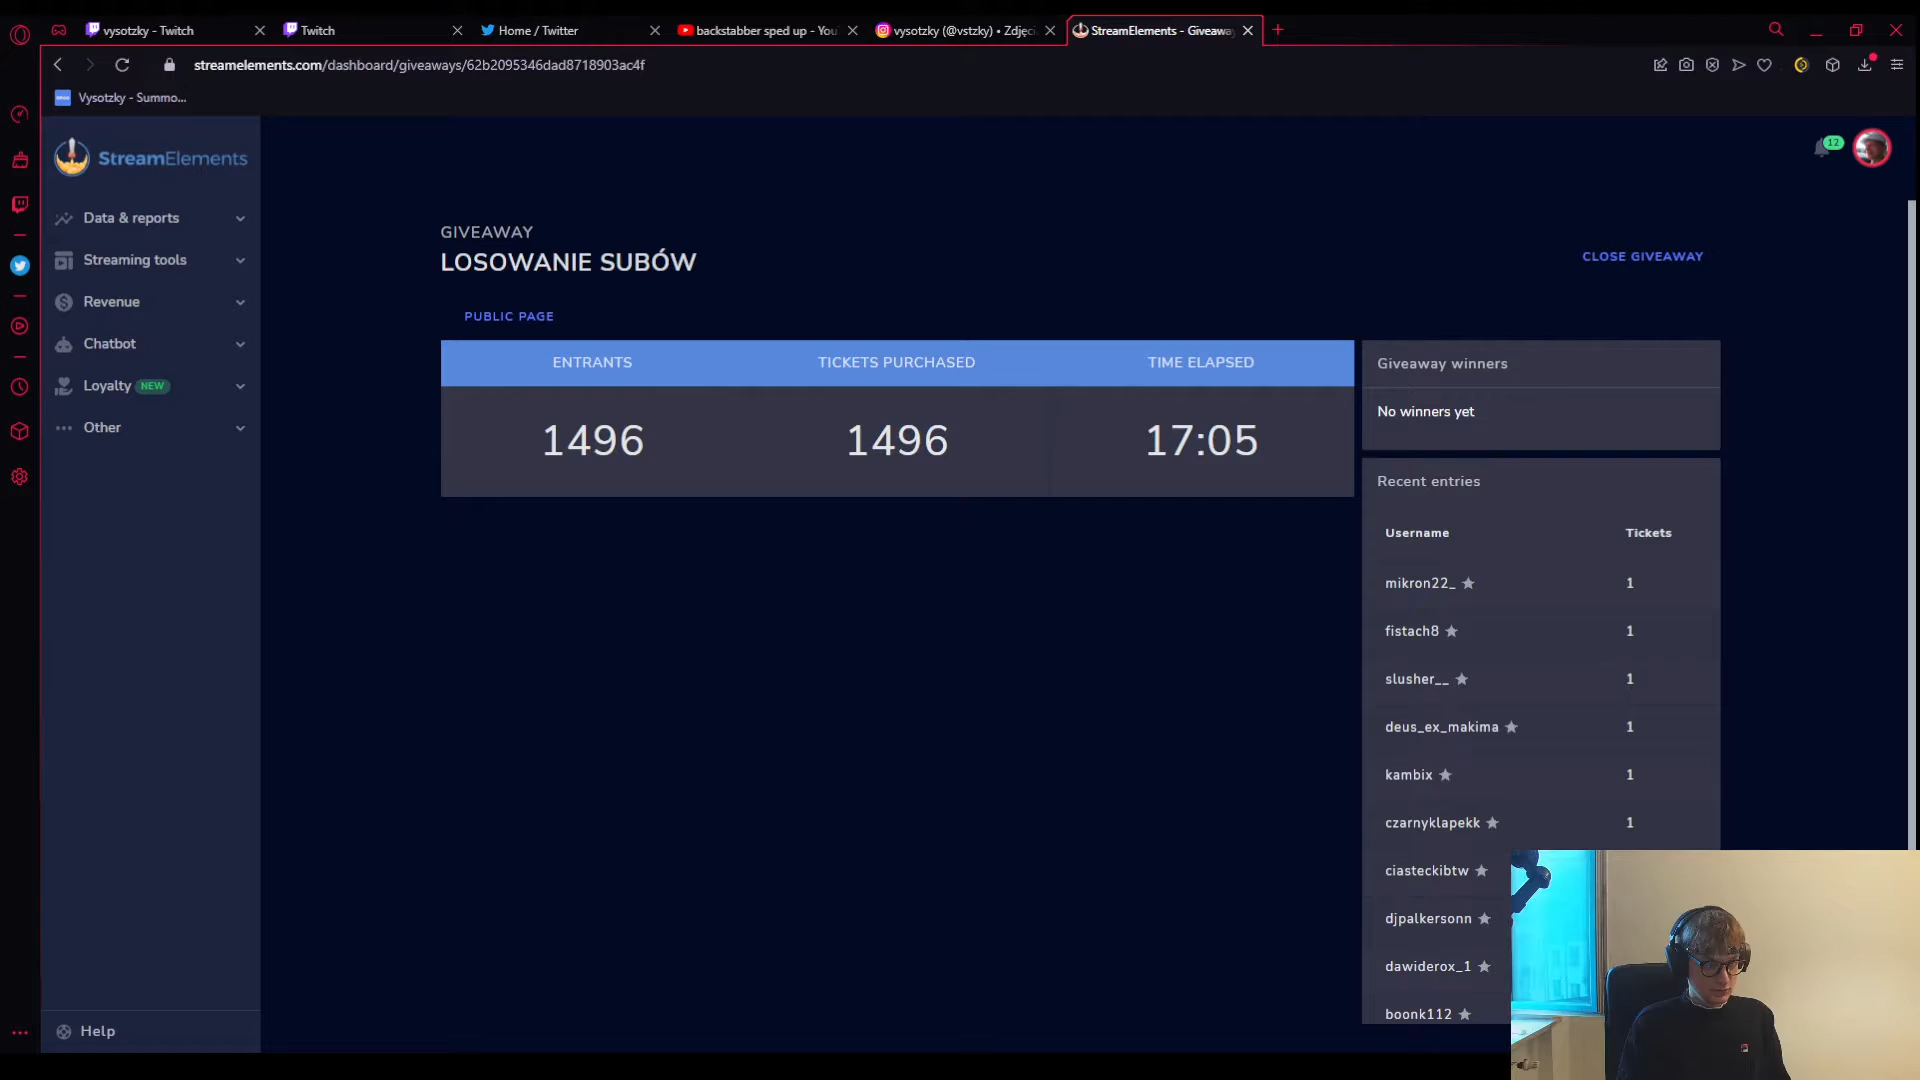 vysotzky - Twitch
Twitch
Home / Twitter
backstabber sped up - You
vysotzky (@vstzky) • Zdjęci
StreamElements - Giveaway
streamelements.com/dashboard/giveaways/62b2095346dad8718903ac4f
Vysotzky - Summo...
StreamElements
12
Data & reports
Streaming tools
Revenue
Chatbot
Loyalty NEW
Other
Help
GIVEAWAY
LOSOWANIE SUBÓW
CLOSE GIVEAWAY
PUBLIC PAGE
ENTRANTS TICKETS PURCHASED TIME ELAPSED
1496 1496 17:05
Giveaway winners
No winners yet
Recent entries
Username Tickets
mikron22_ 1
fistach8 1
slusher__ 1
deus_ex_makima 1
kambix 1
czarnyklapekk 1
ciasteckibtw
djpalkersonn
dawiderox_1
boonk112